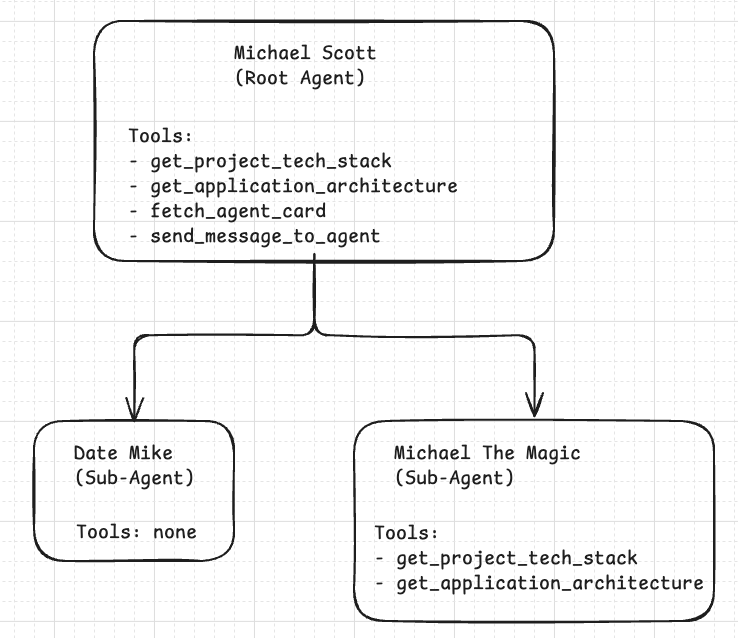 Michael Scott
(Root Agent)
Tools:
- get_project_tech_stack
- get_application_architecture
- fetch_agent_card
- send_message_to_agent
Date Mike
(Sub-Agent)
Tools: none
Michael The Magic
(Sub-Agent)
Tools:
- get_project_tech_stack
- get_application_architecture